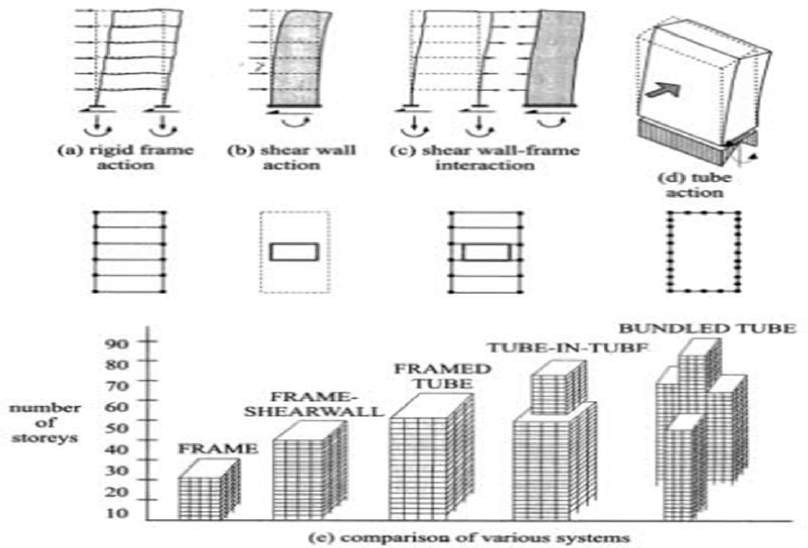 (a) rigid frame
action
(b) shear wall
action
(c) shear wall-frame
interaction
(d) tube
action
number
of
storeys
90
80
70
60
50
40
30
20
10
FRAME
FRAME-
SHEARWALL
FRAMED
TUBE
TUBE-IN-TUBE
BUNDLED TUBE
(e) comparison of various systems